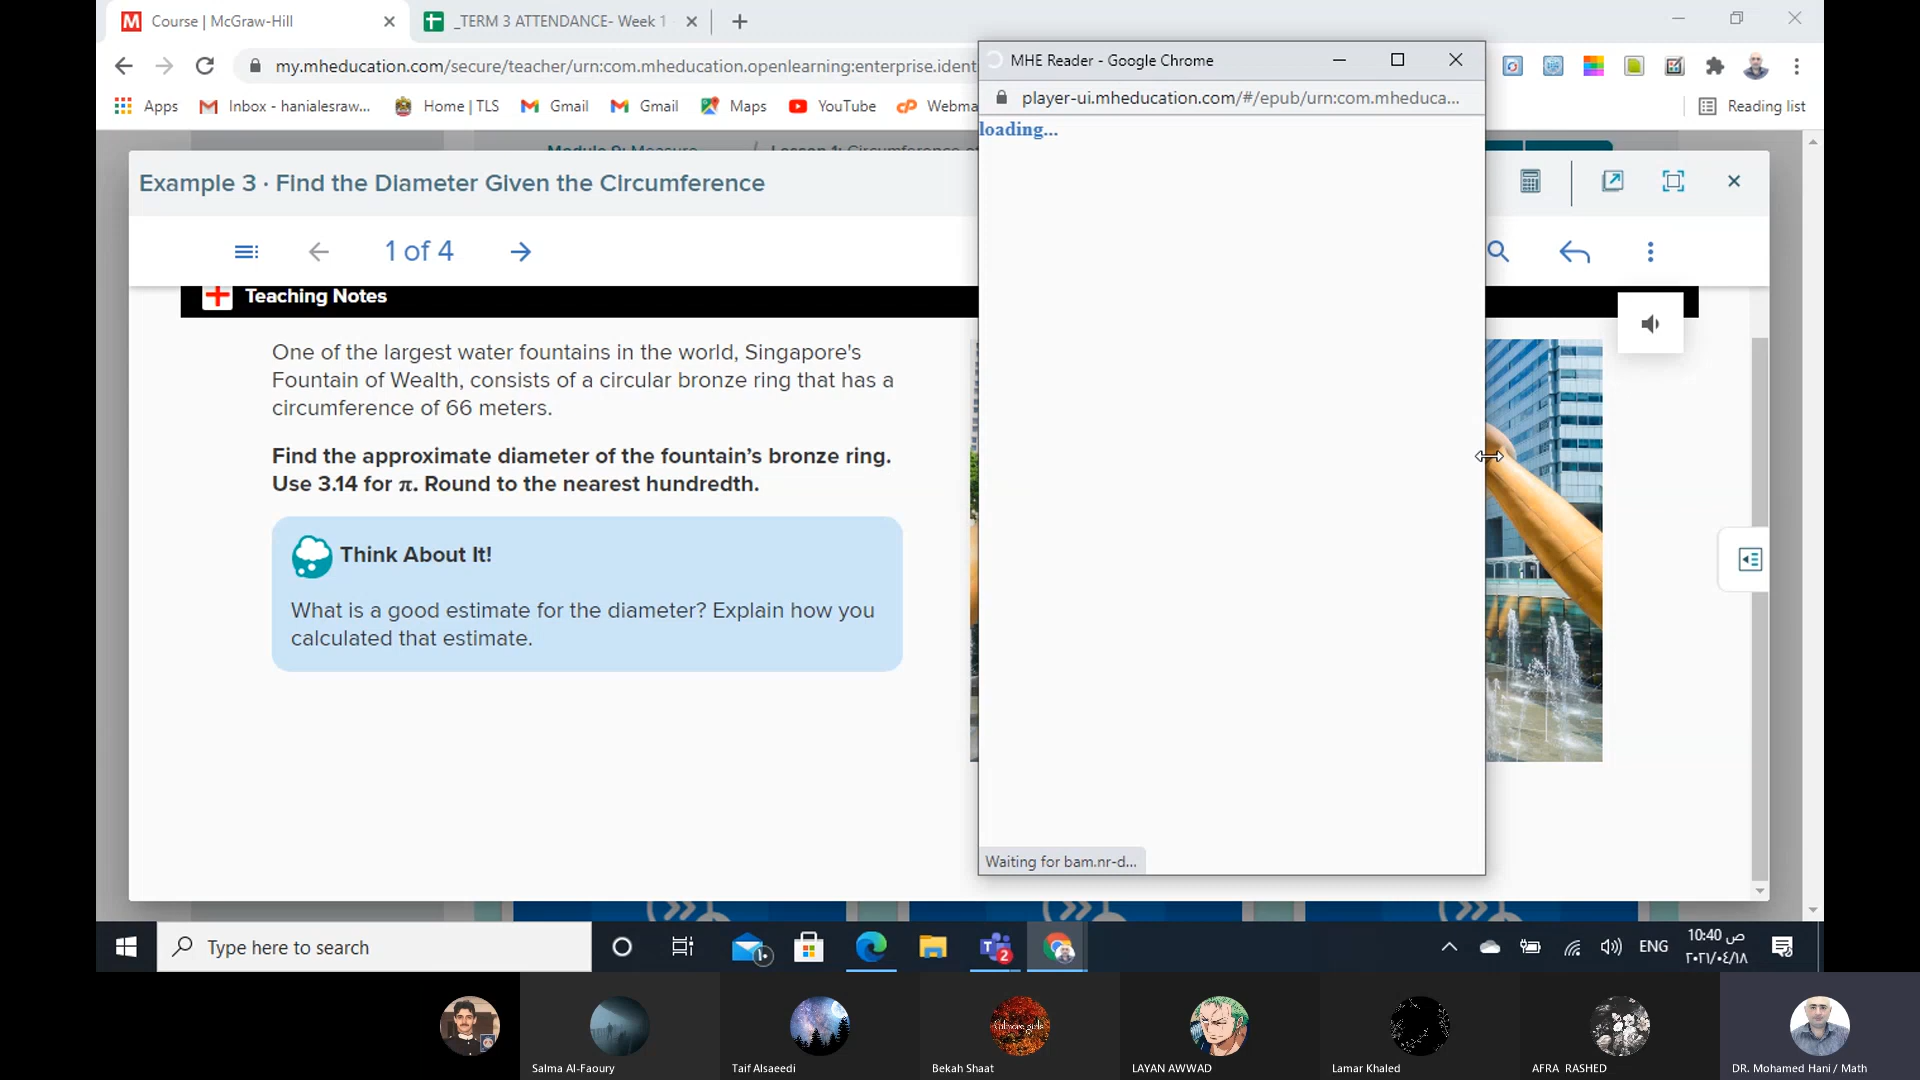 Course | McGraw-Hill
_TERM 3 ATTENDANCE- Week 1
my.mheducation.com/secure/teacher/urn:com.mheducation.openlearning:enterprise.ident
Apps
Inbox - hanialesraw...
Home | TLS
Gmail
Gmail
Maps
YouTube
Webma
Reading list
MHE Reader - Google Chrome
player-ui.mheducation.com/#/epub/urn:com.mheduca...
loading...
Example 3 · Find the Diameter Given the Circumference
1 of 4
Teaching Notes
One of the largest water fountains in the world, Singapore's
Fountain of Wealth, consists of a circular bronze ring that has a
circumference of 66 meters.
Find the approximate diameter of the fountain’s bronze ring.
Use 3.14 for π. Round to the nearest hundredth.
Think About It!
What is a good estimate for the diameter? Explain how you
calculated that estimate.
Waiting for bam.nr-d...
Type here to search
2
ENG
10:40 ص
٢٠٢١/٠٤/١٨
Salma Al-Faoury
Taif Alsaeedi
Bekah Shaat
LAYAN AWWAD
Lamar Khaled
AFRA RASHED
DR. Mohamed Hani / Math